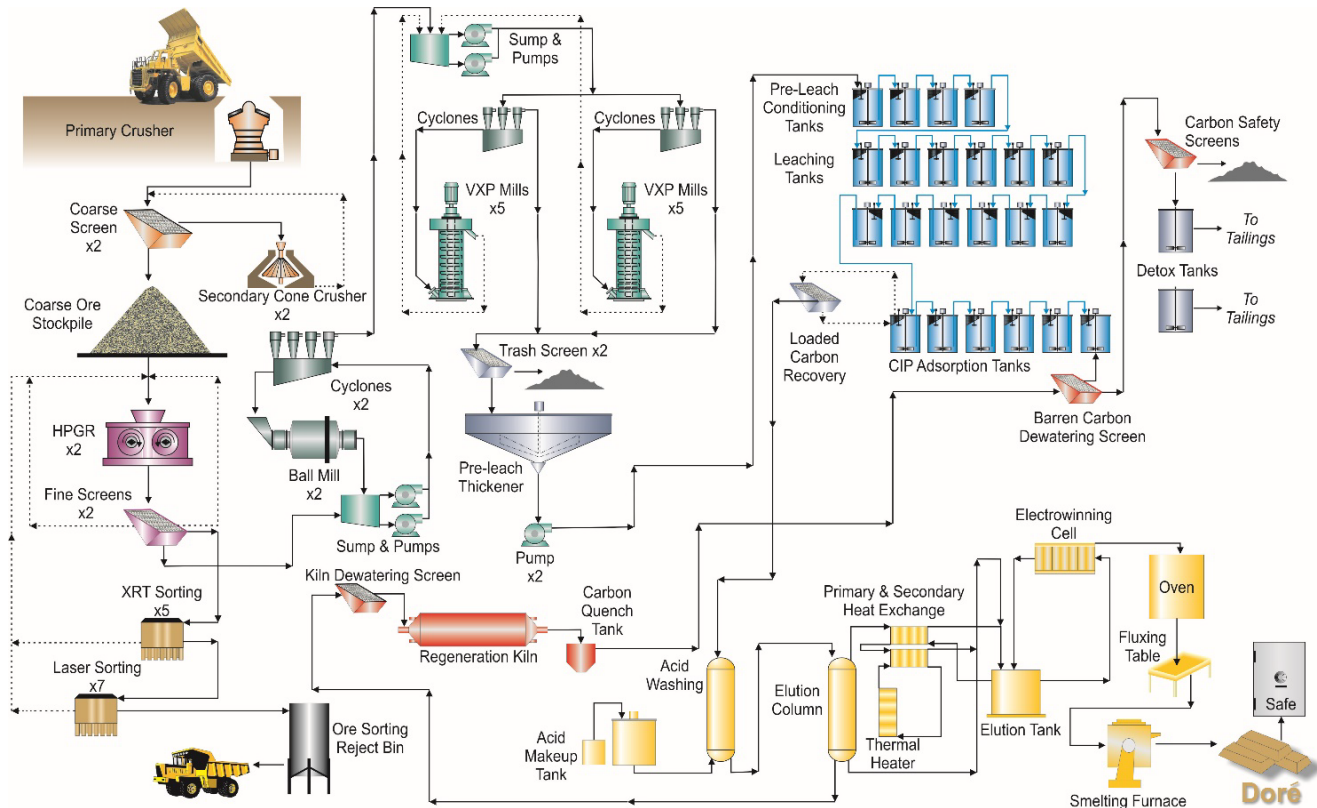 Primary Crusher
Coarse
Screen
x2
Secondary Cone Crusher
x2
Coarse Ore
Stockpile
HPGR
x2
Fine Screens
x2
XRT Sorting
x5
Laser Sorting
x7
Ore Sorting
Reject Bin
Cyclones
x2
Ball Mill
x2
Sump & Pumps
Sump &
Pumps
Cyclones
Cyclones
VXP Mills
x5
VXP Mills
x5
Trash Screen x2
Pre-leach
Thickener
Pump
x2
Pre-Leach
Conditioning
Tanks
Leaching
Tanks
Loaded
Carbon
Recovery
CIP Adsorption Tanks
Barren Carbon
Dewatering Screen
Carbon Safety
Screens
To
Tailings
Detox Tanks
To
Tailings
Kiln Dewatering Screen
Regeneration Kiln
Carbon
Quench
Tank
Acid
Makeup
Tank
Acid
Washing
Elution
Column
Primary & Secondary
Heat Exchange
Thermal
Heater
Elution Tank
Electrowinning
Cell
Oven
Fluxing
Table
Smelting Furnace
Safe
Doré